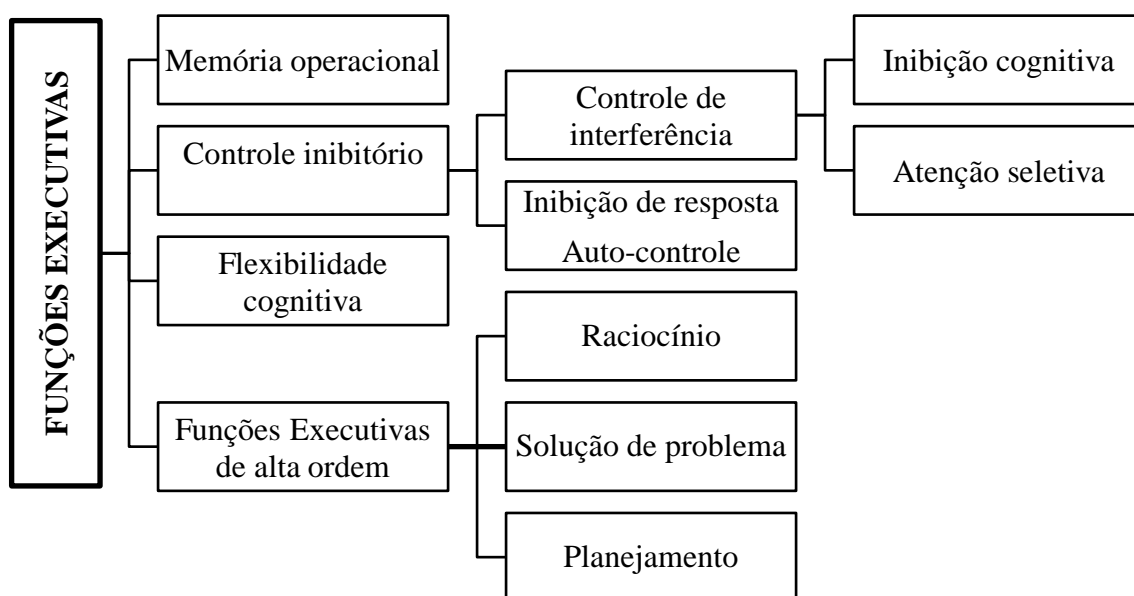 FUNÇÕES EXECUTIVAS
Memória operacional
Controle inibitório
Flexibilidade
cognitiva
Funções Executivas
de alta ordem
Controle de
interferência
Inibição de resposta
Auto-controle
Raciocínio
Solução de problema
Planejamento
Inibição cognitiva
Atenção seletiva